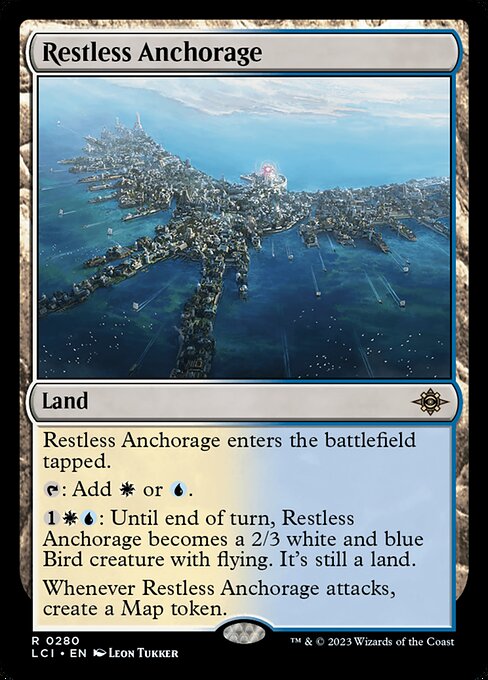 Restless Anchorage
Land
Restless Anchorage enters the battlefield
tapped.
: Add or .
1: Until end of turn, Restless
Anchorage becomes a 2/3 white and blue
Bird creature with flying. It's still a land.
Whenever Restless Anchorage attacks,
create a Map token.
R 0280
LCI • EN Leon Tukker
™ & © 2023 Wizards of the Coast